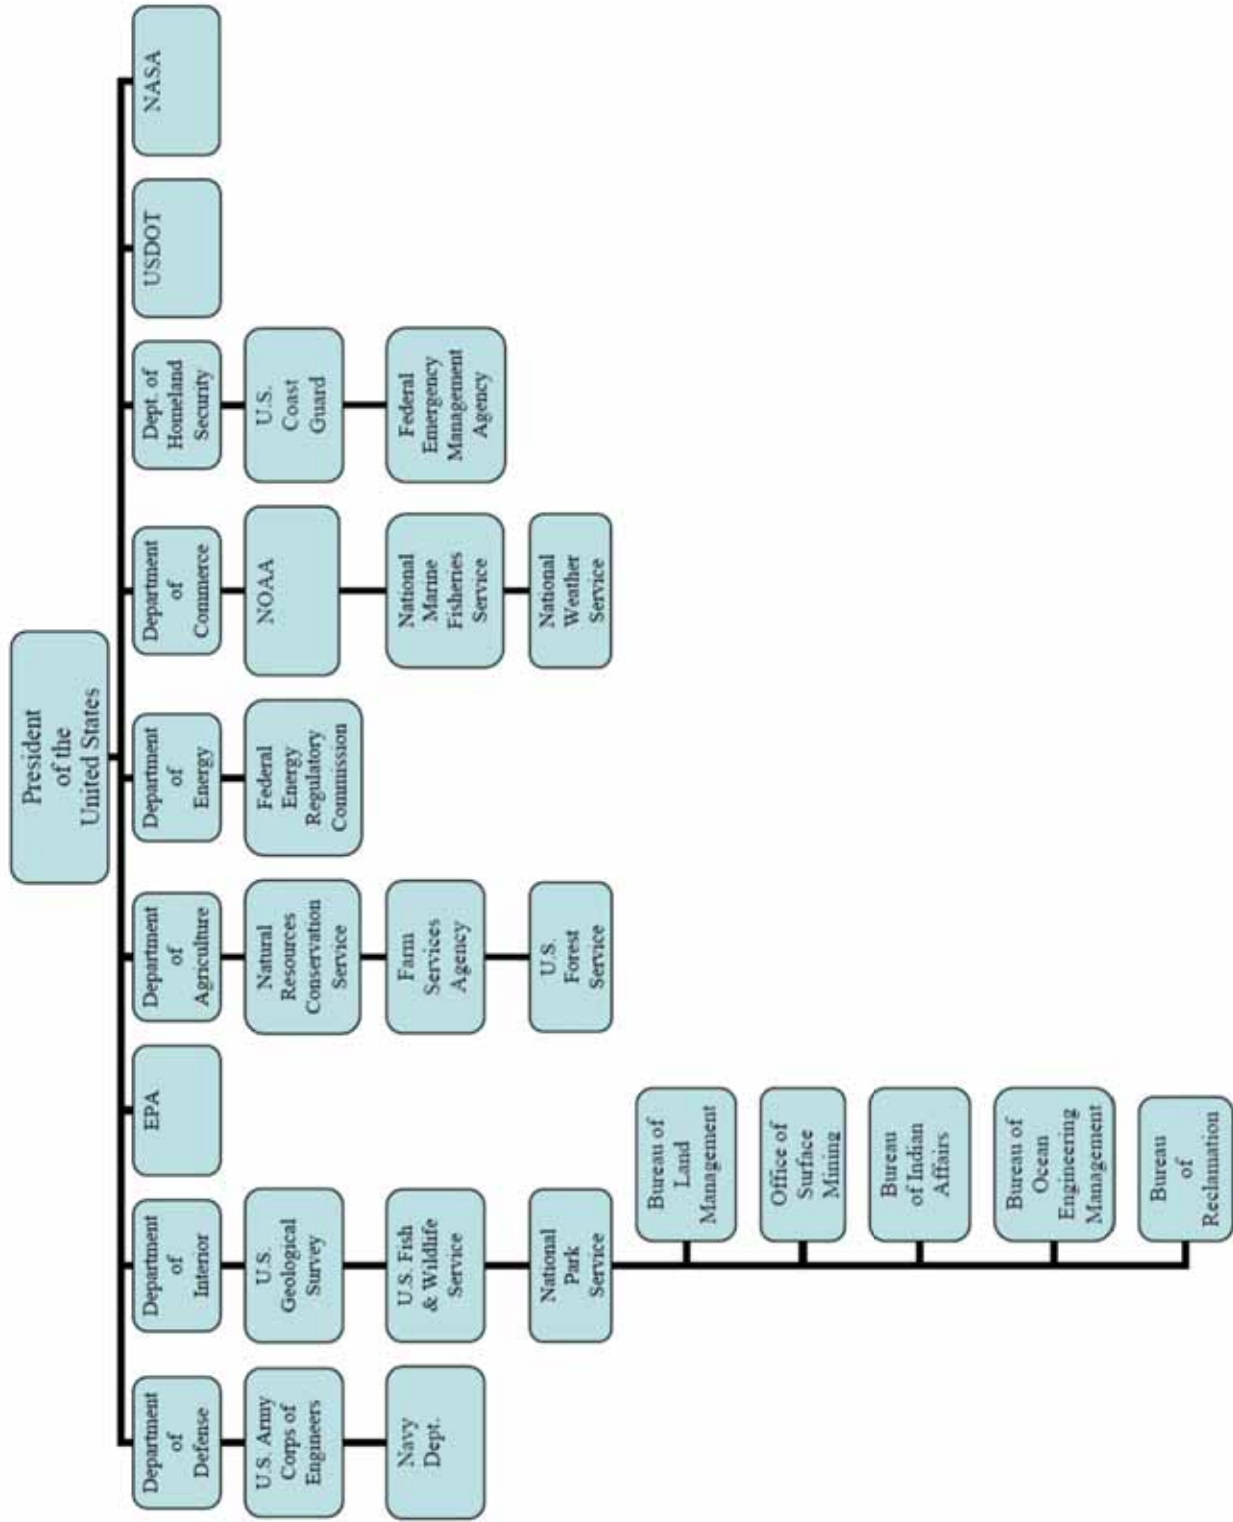 President
of the
United States
Department
of
Defense
Department
of
Interior
EPA
Department
of
Agriculture
Department
of
Energy
Department
of
Commerce
Dept. of
Homeland
Security
USDOT
NASA
U.S. Army
Corps of
Engineers
U.S.
Geological
Survey
Natural
Resources
Conservation
Service
Federal
Energy
Regulatory
Commission
NOAA
U.S.
Coast
Guard
Navy
Dept.
U.S. Fish
& Wildlife
Service
Farm
Services
Agency
National
Marine
Fisheries
Service
Federal
Emergency
Management
Agency
National
Park
Service
U.S.
Forest
Service
National
Weather
Service
Bureau of
Land
Management
Office of
Surface
Mining
Bureau
of Indian
Affairs
Bureau of
Ocean
Engineering
Management
Bureau
of
Reclamation